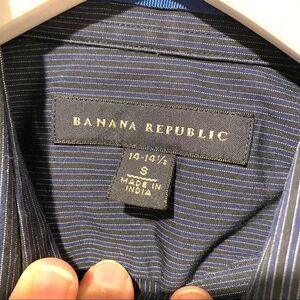 BANANA REPUBLIC
14-14½
S
MADE IN
INDIA